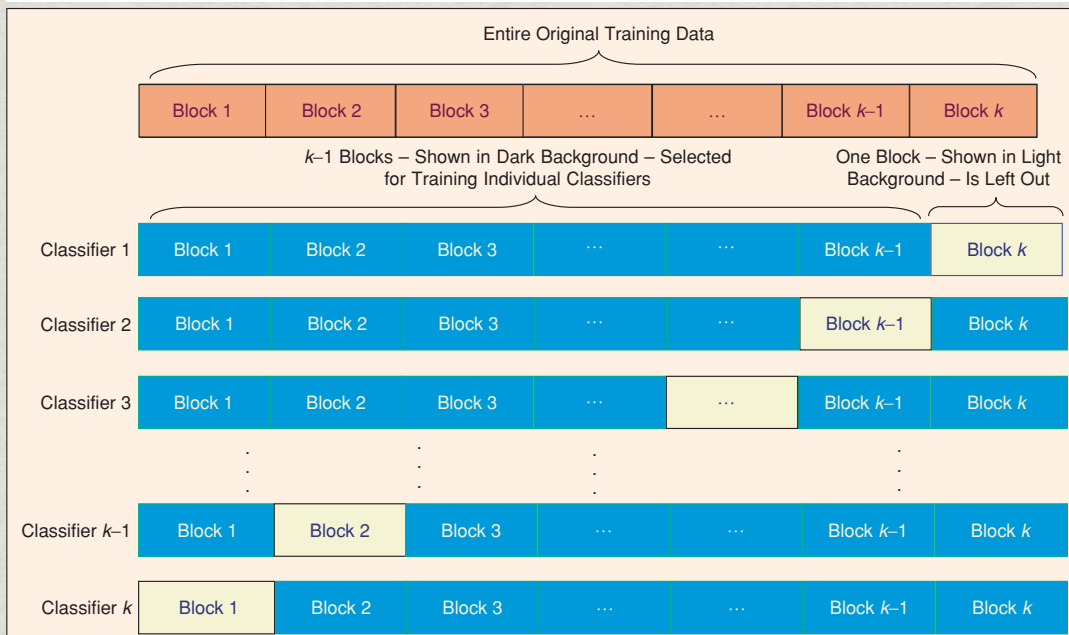 Entire Original Training Data
Block 1 Block 2 Block 3 ... ... Block k–1 Block k
k–1 Blocks – Shown in Dark Background – Selected
for Training Individual Classifiers
One Block – Shown in Light
Background – Is Left Out
Classifier 1 Block 1 Block 2 Block 3 ... ... Block k–1 Block k
Classifier 2 Block 1 Block 2 Block 3 ... ... Block k–1 Block k
Classifier 3 Block 1 Block 2 Block 3 ... ... Block k–1 Block k
Classifier k–1 Block 1 Block 2 Block 3 ... ... Block k–1 Block k
Classifier k Block 1 Block 2 Block 3 ... ... Block k–1 Block k